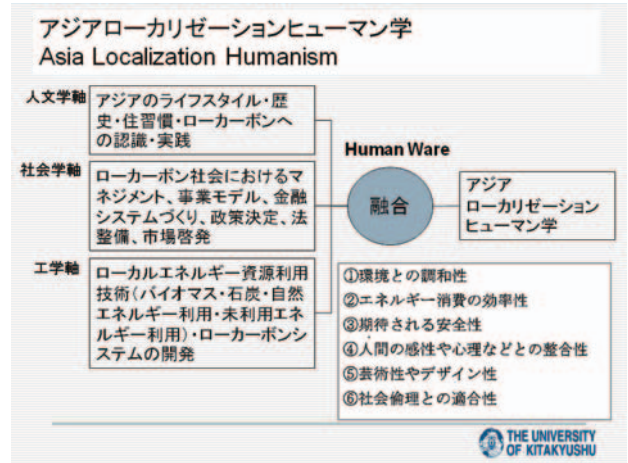 アジアローカリゼーションヒューマン学
Asia Localization Humanism
人文学軸
アジアのライフスタイル・歴
史・住習慣・ローカーボンへ
の認識・実践
社会学軸
ローカーボン社会におけるマ
ネジメント、事業モデル、金融
システムづくり、政策決定、法
整備、市場啓発
工学軸
ローカルエネルギー資源利用
技術(バイオマス・石炭・自然
エネルギー利用・未利用エネ
ルギー利用)・ローカーボンシ
ステムの開発
Human Ware
融合
アジア
ローカリゼーション
ヒューマン学
①環境との調和性
②エネルギー消費の効率性
③期待される安全性
④人間の感性や心理などとの整合性
⑤芸術性やデザイン性
⑥社会倫理との適合性
THE UNIVERSITY
OF KITAKYUSHU